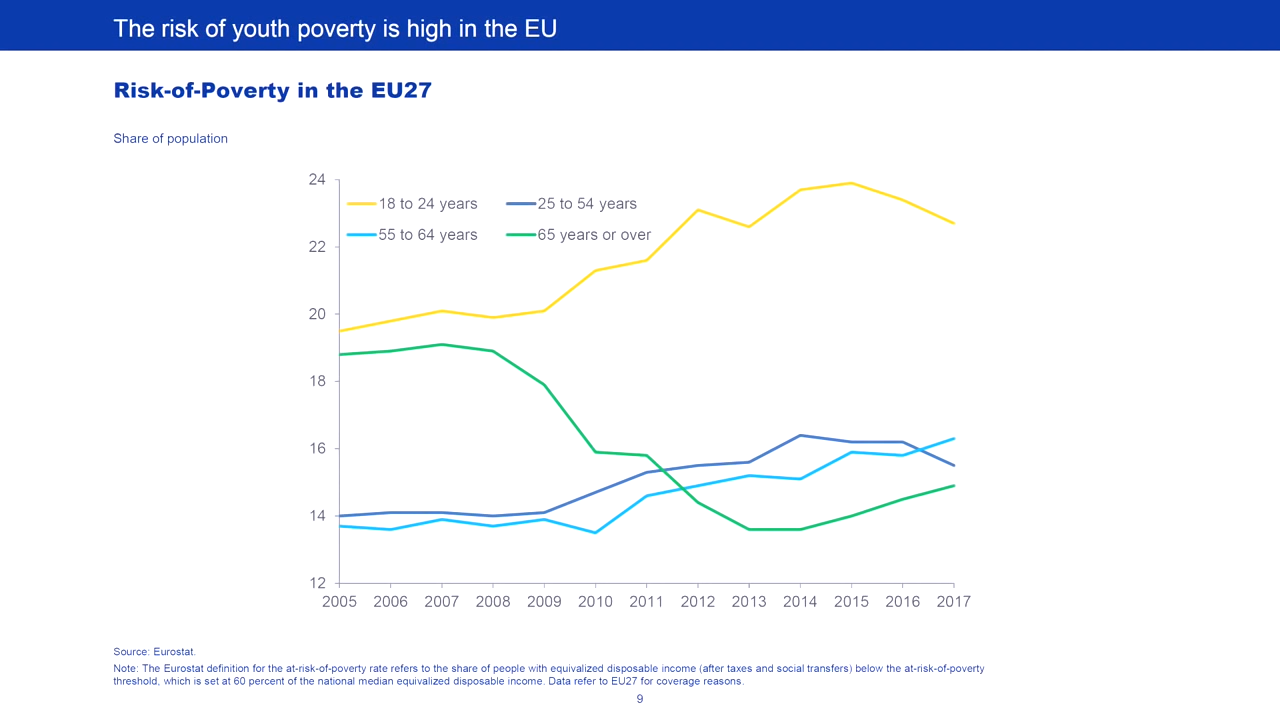 The risk of youth poverty is high in the EU
Risk-of-Poverty in the EU27
Share of population
24
22
20
18
16
14
12
18 to 24 years
25 to 54 years
55 to 64 years
65 years or over
2005 2006 2007 2008 2009 2010 2011 2012 2013 2014 2015 2016 2017
Source: Eurostat.
Note: The Eurostat definition for the at-risk-of-poverty rate refers to the share of people with equivalized disposable income (after taxes and social transfers) below the at-risk-of-poverty
threshold, which is set at 60 percent of the national median equivalized disposable income. Data refer to EU27 for coverage reasons.
9